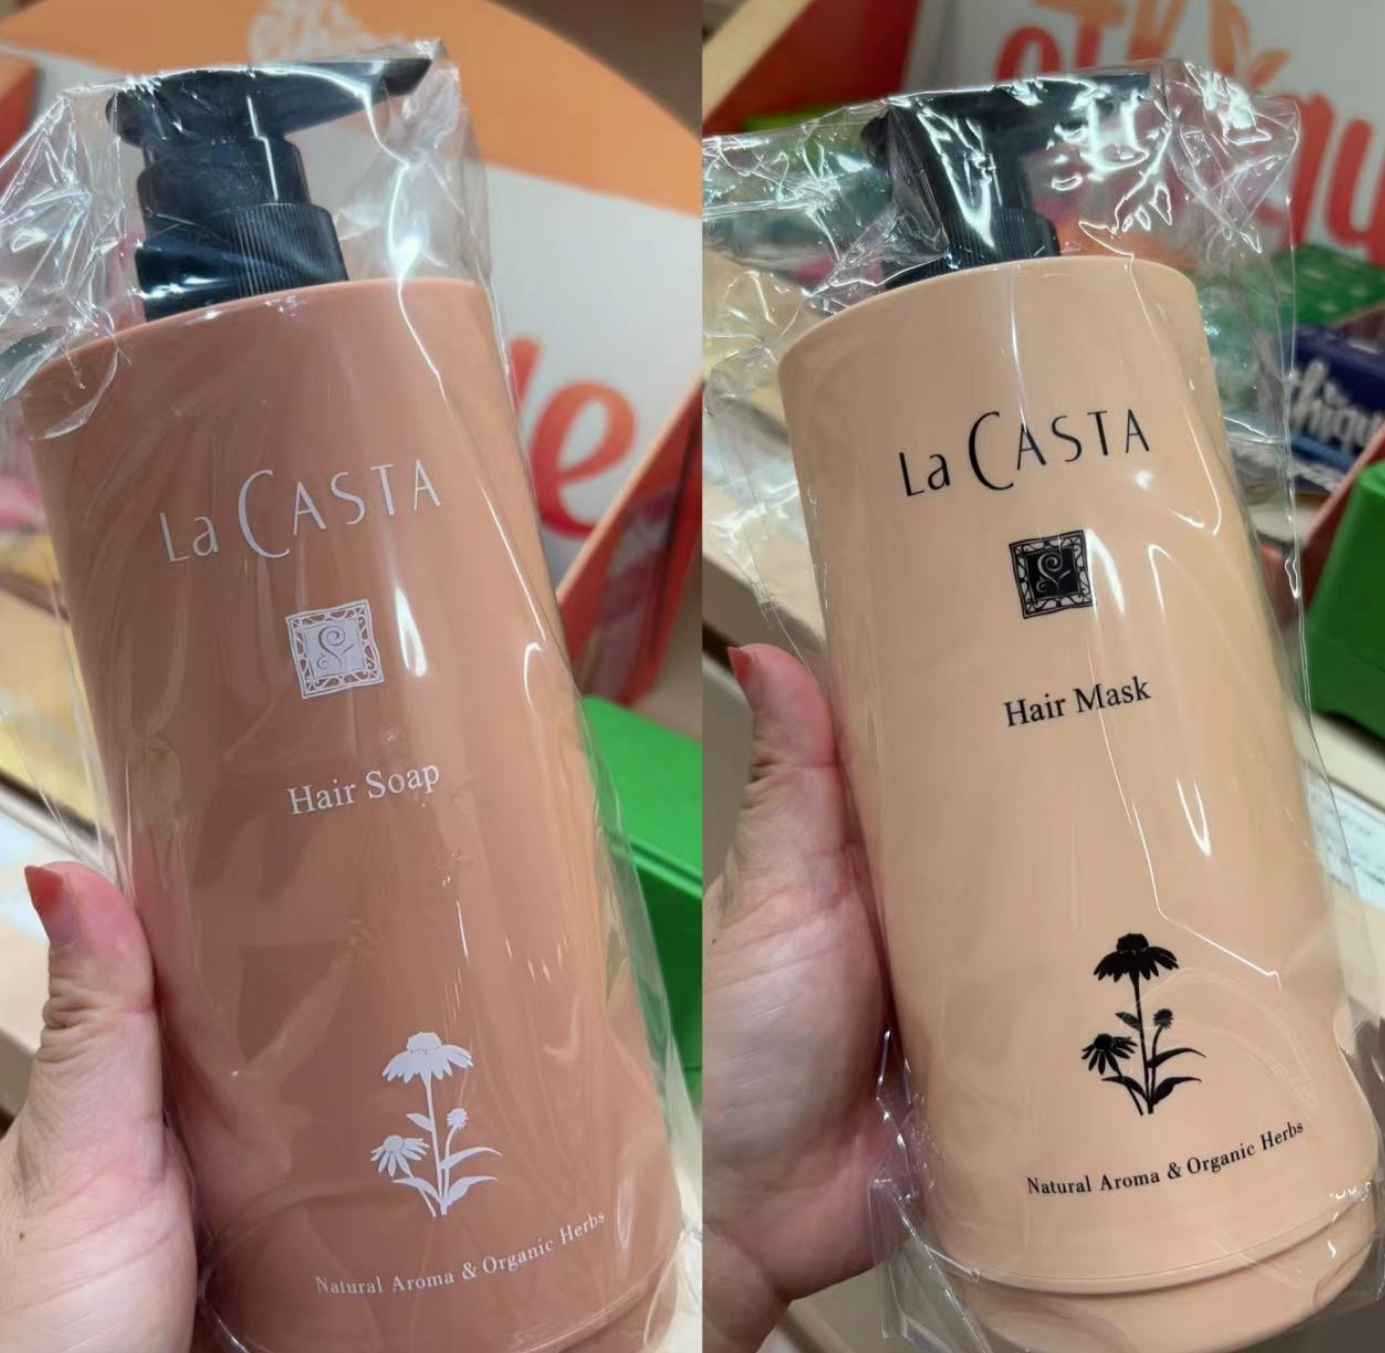 La CASTA
Hair Soap
Natural Aroma & Organic Herbs
La CASTA
Hair Mask
Natural Aroma & Organic Herbs